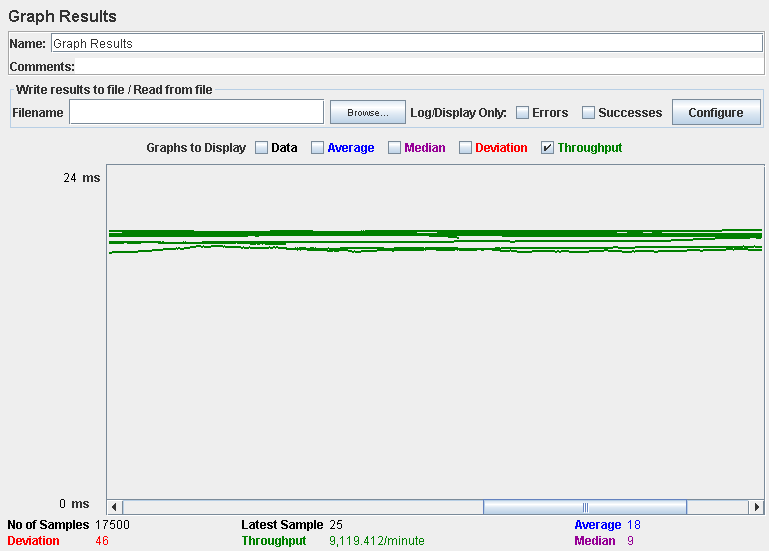 Graph Results
Name: Graph Results
Comments:
Write results to file / Read from file
Filename Browse... Log/Display Only: Errors Successes Configure
Graphs to Display Data Average Median Deviation Throughput
24 ms
0 ms
No of Samples 17500 Latest Sample 25 Average 18
Deviation 46 Throughput 9,119.412/minute Median 9